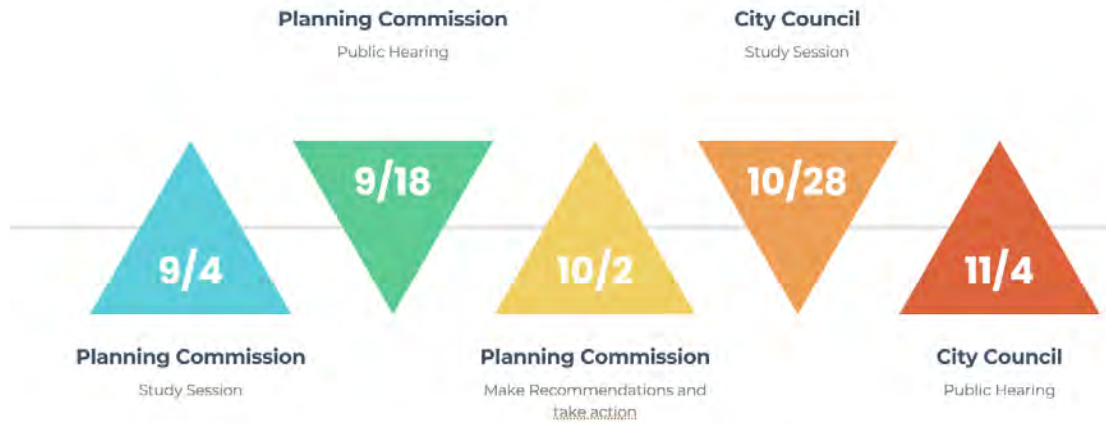 Planning Commission
Public Hearing
City Council
Study Session
9/4
9/18
10/2
10/28
11/4
Planning Commission
Study Session
Planning Commission
Make Recommendations and
take action
City Council
Public Hearing